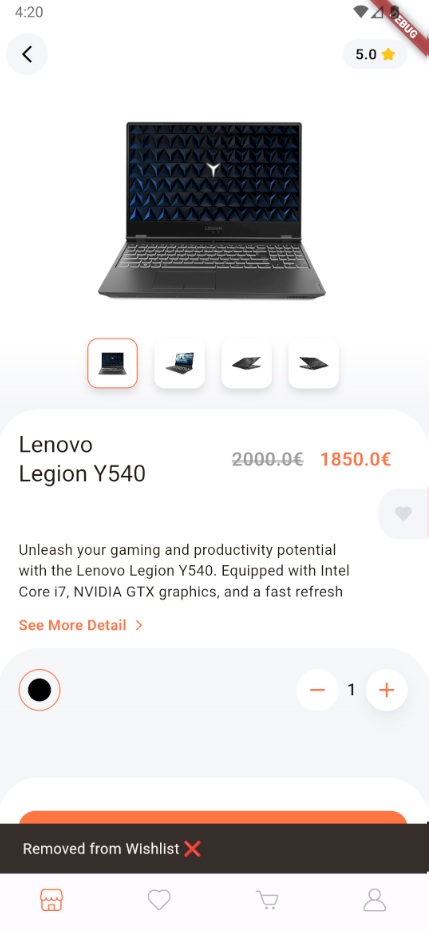 4:20
5.0
LEGION
Lenovo
Legion Y540
2000.0€ 1850.0€
Unleash your gaming and productivity potential
with the Lenovo Legion Y540. Equipped with Intel
Core i7, NVIDIA GTX graphics, and a fast refresh
See More Detail
1
Removed from Wishlist ❌